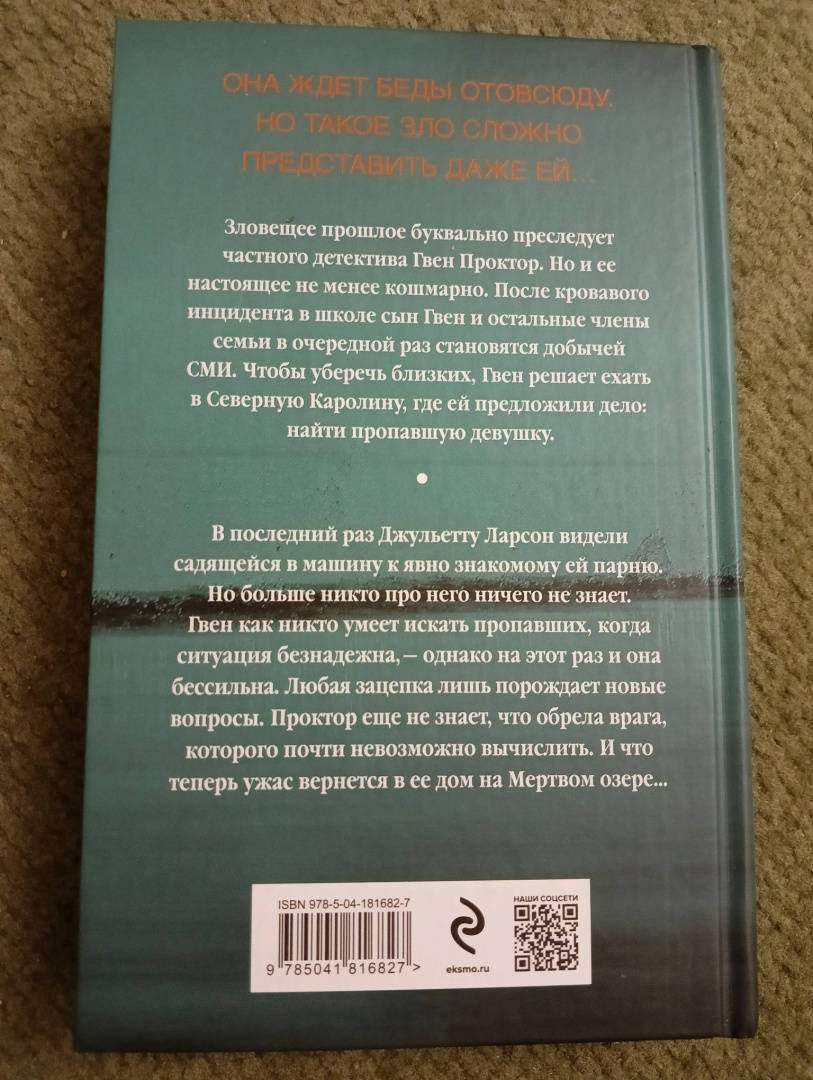 ОНА ЖДЕТ БЕДЫ ОТОВСЮДУ.
НО ТАКОЕ ЗЛО СЛОЖНО
ПРЕДСТАВИТЬ ДАЖЕ ЕЙ...
Зловещее прошлое буквально преследует
частного детектива Гвен Проктор. Но и ее
настоящее не менее кошмарно. После кровавого
инцидента в школе сын Гвен и остальные члены
семьи в очередной раз становятся добычей
СМИ. Чтобы уберечь близких, Гвен решает ехать
в Северную Каролину, где ей предложили дело:
найти пропавшую девушку.
•
В последний раз Джульетту Ларсон видели
садящейся в машину к явно знакомому ей парню.
Но больше никто про него ничего не знает.
Гвен как никто умеет искать пропавших, когда
ситуация безнадежна, — однако на этот раз и она
бессильна. Любая зацепка лишь порождает новые
вопросы. Проктор еще не знает, что обрела врага,
которого почти невозможно вычислить. И что
теперь ужас вернется в ее дом на Мертвом озере...
ISBN 978-5-04-181682-7
9 785041 816827 >
eksmo.ru
НАШИ СОЦСЕТИ